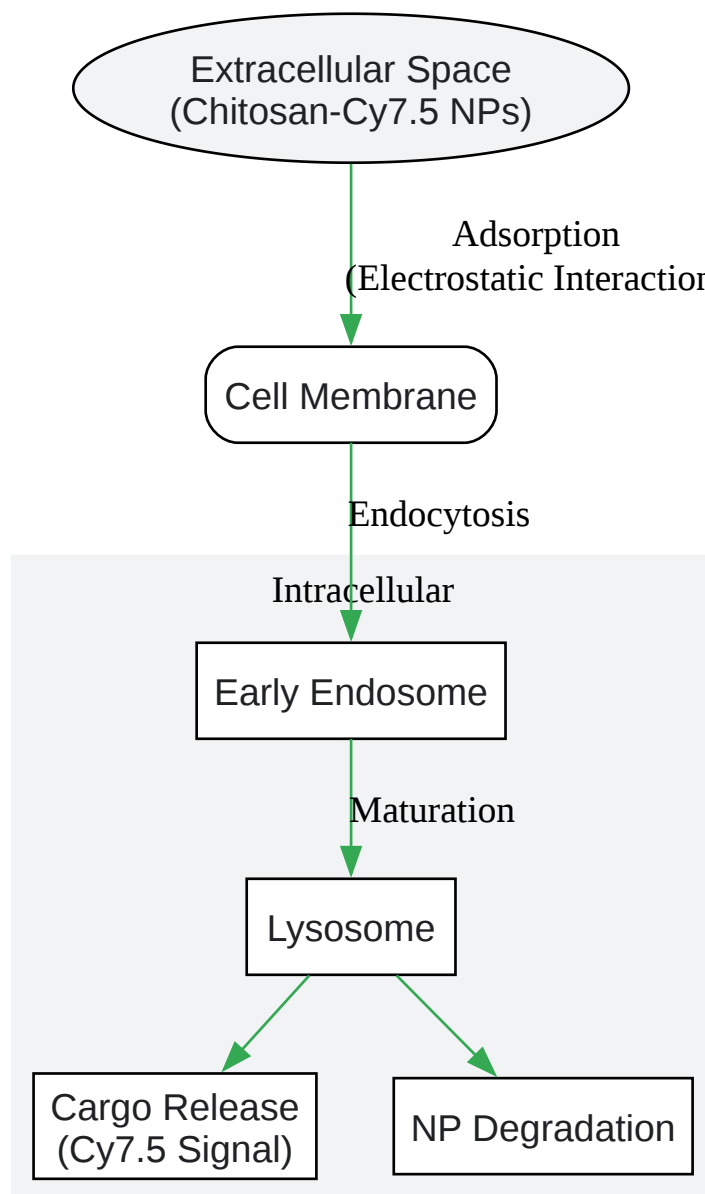 Extracellular Space
(Chitosan-Cy7.5 NPs)
Adsorption
(Electrostatic Interaction
Cell Membrane
Endocytosis
Intracellular
Early Endosome
Maturation
Lysosome
Cargo Release
(Cy7.5 Signal)
NP Degradation